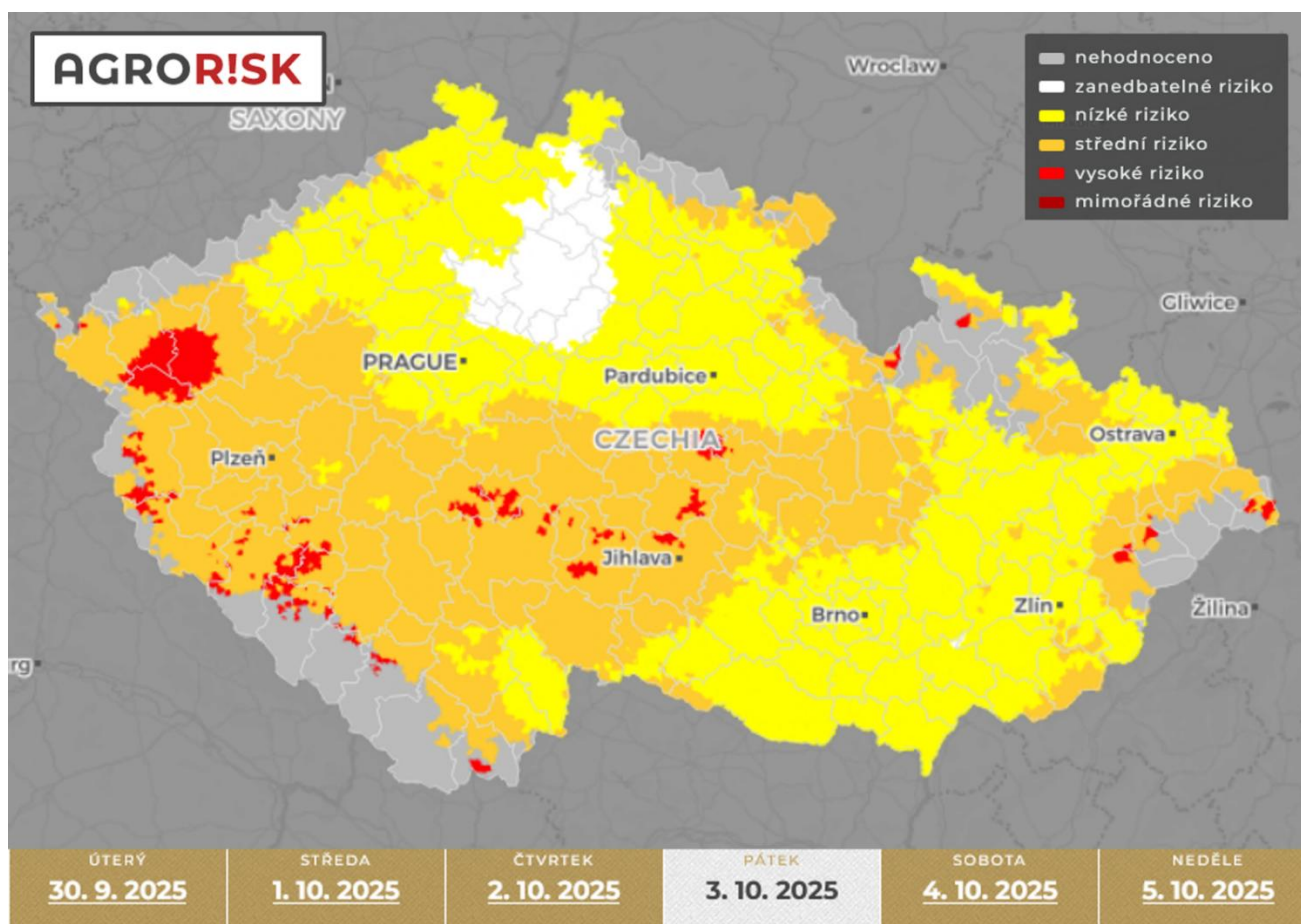 AGROR!SK
SAXONY
Wroclaw
nehodnoceno
zanedbatelné riziko
nízké riziko
střední riziko
vysoké riziko
mimořádné riziko
Gliwice
PRAGUE
Pardubice
CZECHIA
Ostrava
Plzeň
Jihlava
Brno
Zlín
Žilina
rg
ÚTERÝ
30. 9. 2025
STŘEDA
1. 10. 2025
ČTVRTEK
2. 10. 2025
PÁTEK
3. 10. 2025
SOBOTA
4. 10. 2025
NEDĚLE
5. 10. 2025